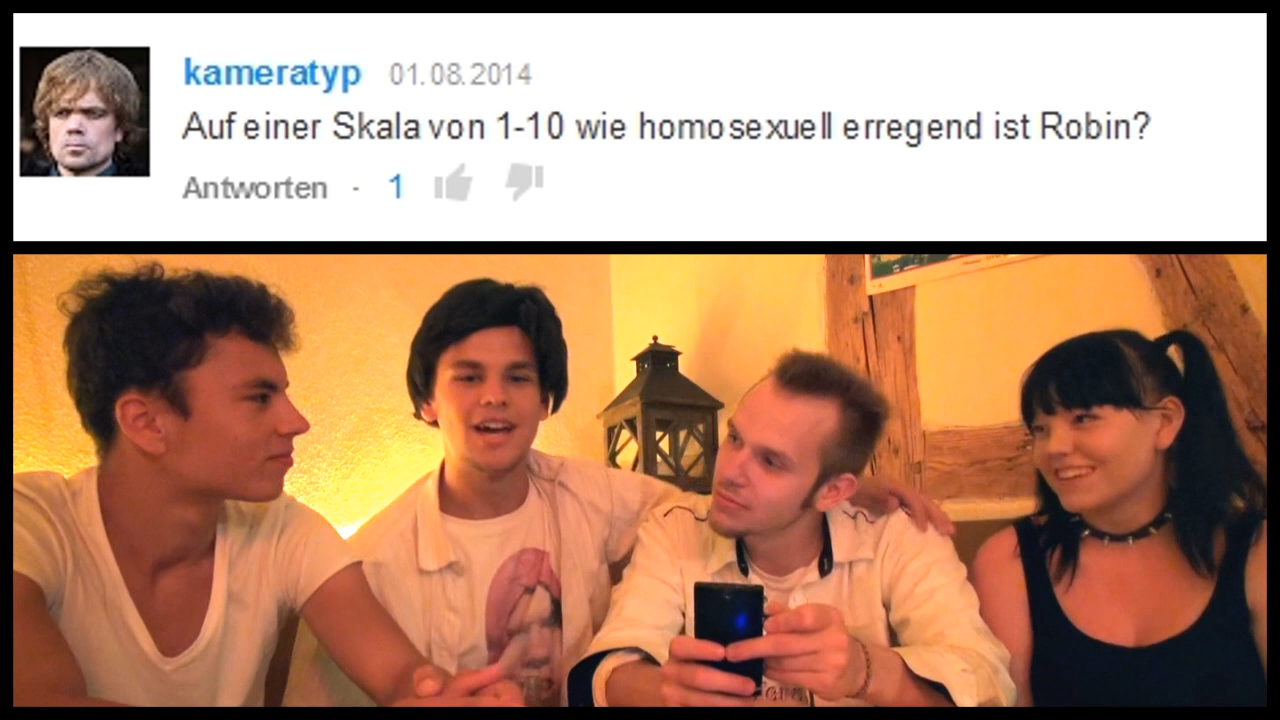 kameratyp 01.08.2014
Auf einer Skala von 1-10 wie homosexuell erregend ist Robin?
Antworten · 1